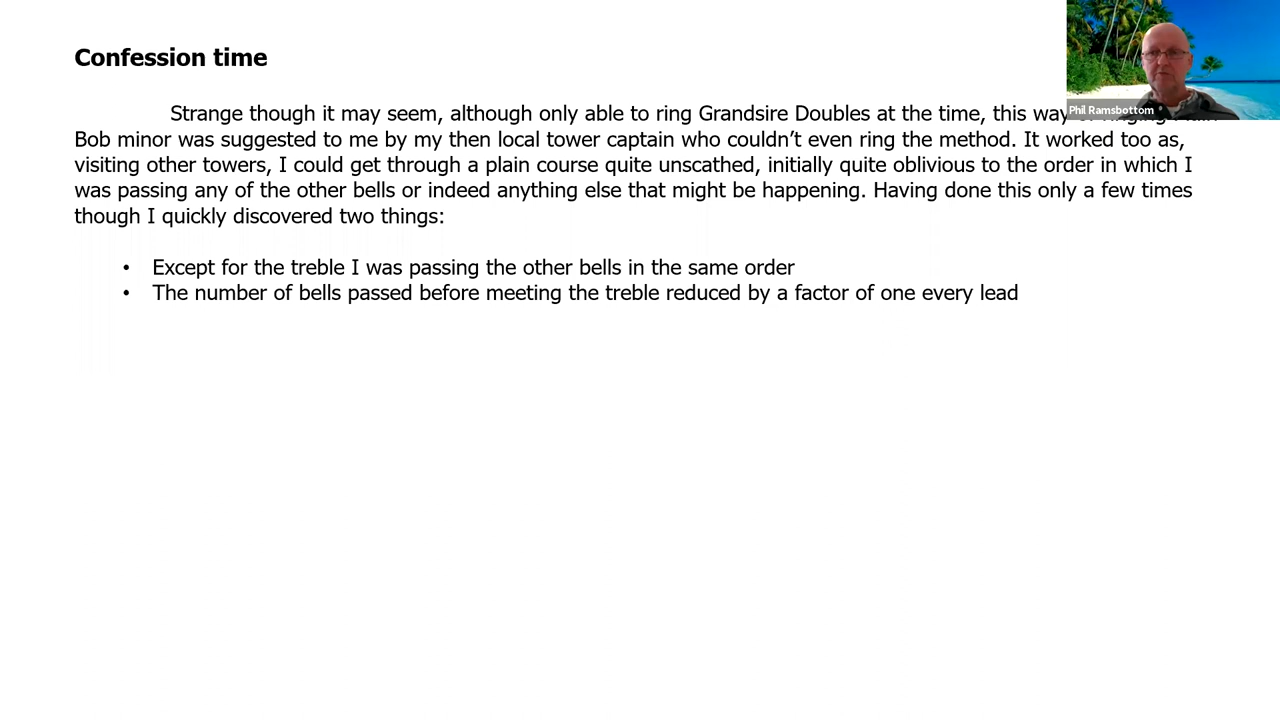 Confession time
Strange though it may seem, although only able to ring Grandsire Doubles at the time, this way
Bob minor was suggested to me by my then local tower captain who couldn't even ring the method. It worked too as,
visiting other towers, I could get through a plain course quite unscathed, initially quite oblivious to the order in which I
was passing any of the other bells or indeed anything else that might be happening. Having done this only a few times
though I quickly discovered two things:
• Except for the treble I was passing the other bells in the same order
• The number of bells passed before meeting the treble reduced by a factor of one every lead
Phil Ramsbottom